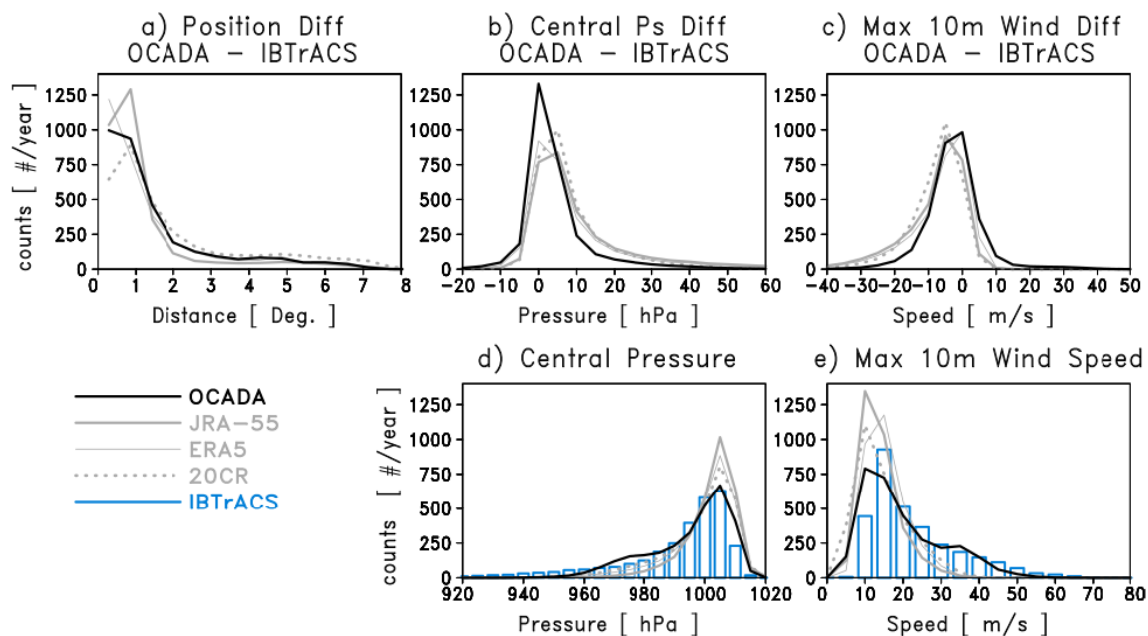 a) Position Diff
OCADA – IBTrACS
b) Central Ps Diff
OCADA – IBTrACS
c) Max 10m Wind Diff
OCADA – IBTrACS
counts [ #/year]
1250
1000
750
500
250
0
0 1 2 3 4 5 6 7 8
Distance [ Deg. ]
1250
1000
750
500
250
0
-20 -10 0 10 20 30 40 50 60
Pressure [ hPa]
1250
1000
750
500
250
0
-40 -30 -20 -10 0 10 20 30 40 50
Speed [ m/s]
OCADA
JRA-55
ERA5
20CR
IBTrACS
d) Central Pressure
counts [ #/year]
1250
1000
750
500
250
0
920 940 960 980 1000 1020
Pressure [ hPa]
e) Max 10m Wind Speed
1250
1000
750
500
250
0
0 10 20 30 40 50 60 70 80
Speed [ m/s]